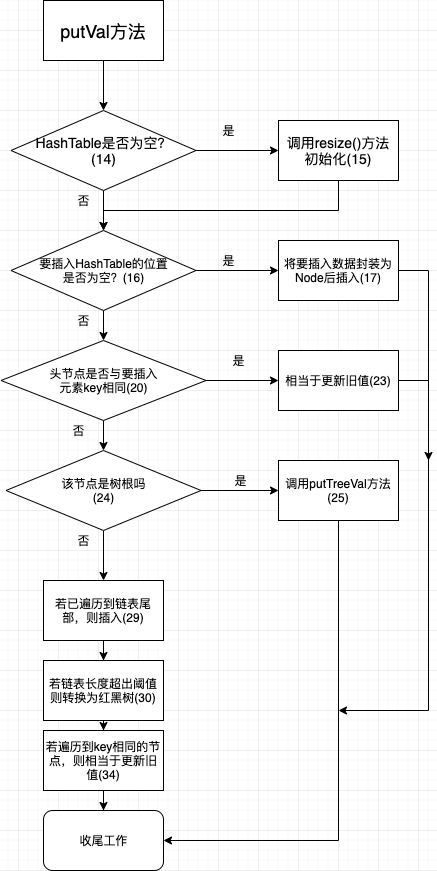 putVal方法
HashTable是否为空?
(14)
是
调用resize()方法
初始化(15)
否
要插入HashTable的位置
是否为空？(16)
是
将要插入数据封装为
Node后插入(17)
否
头节点是否与要插入
元素key相同(20)
是
相当于更新旧值(23)
否
该节点是树根吗
(24)
是
调用putTreeVal方法
(25)
否
若已遍历到链表尾
部，则插入(29)
若链表长度超出阈值
则转换为红黑树(30)
若遍历到key相同的节
点，则相当于更新旧
值(34)
收尾工作